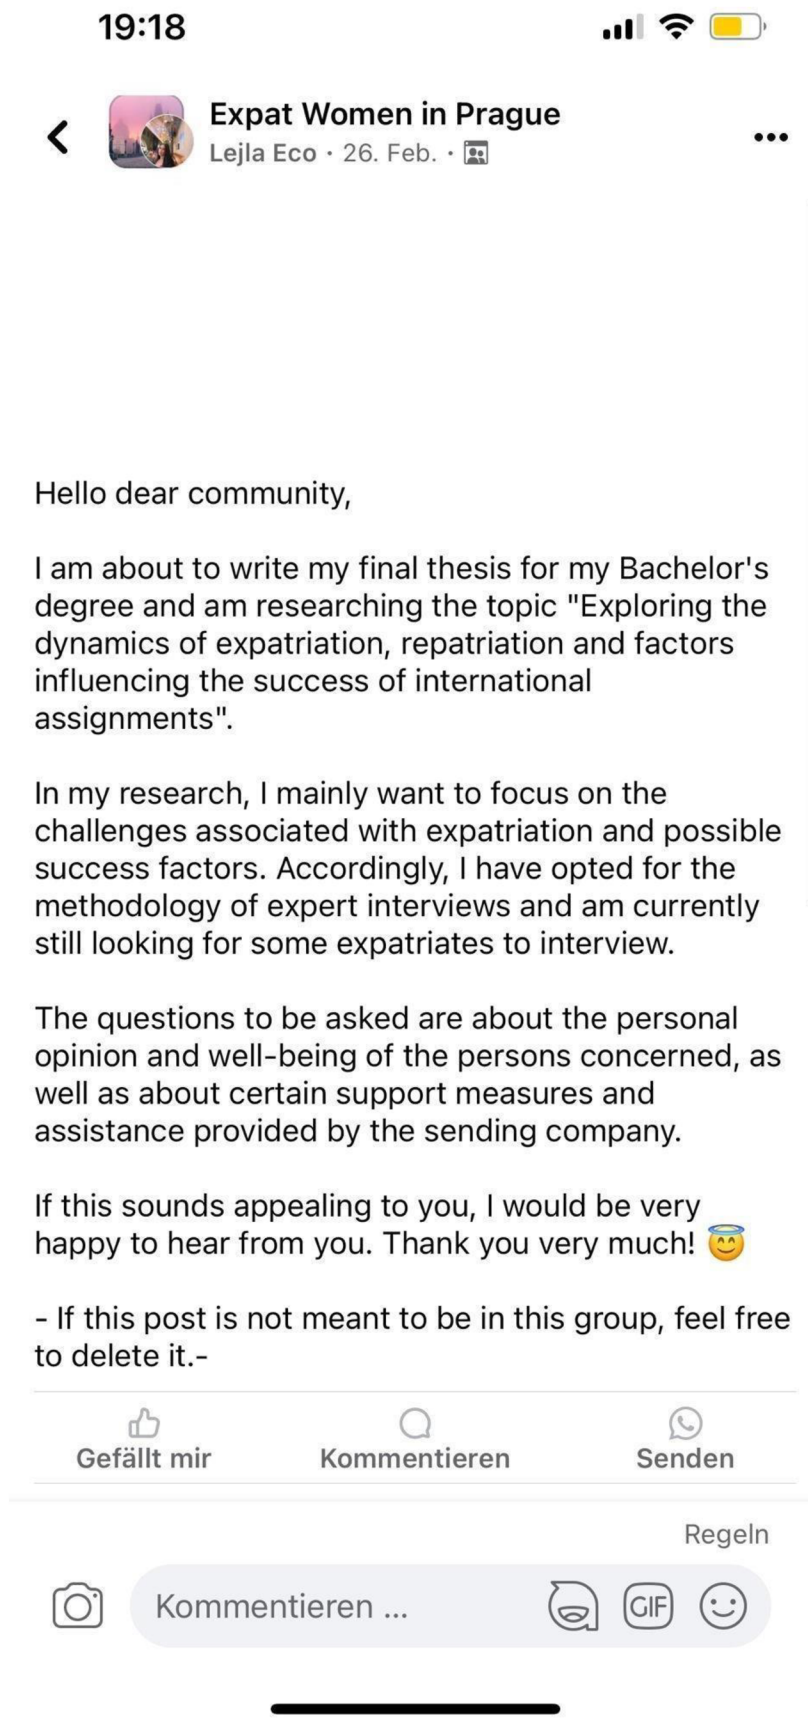 19:18
Expat Women in Prague
Lejla Eco · 26. Feb. ·
Hello dear community,
I am about to write my final thesis for my Bachelor's
degree and am researching the topic "Exploring the
dynamics of expatriation, repatriation and factors
influencing the success of international
assignments".
In my research, I mainly want to focus on the
challenges associated with expatriation and possible
success factors. Accordingly, I have opted for the
methodology of expert interviews and am currently
still looking for some expatriates to interview.
The questions to be asked are about the personal
opinion and well-being of the persons concerned, as
well as about certain support measures and
assistance provided by the sending company.
If this sounds appealing to you, I would be very
happy to hear from you. Thank you very much! 😇
- If this post is not meant to be in this group, feel free
to delete it.-
Gefällt mir Kommentieren Senden
Regeln
Kommentieren ... GIF